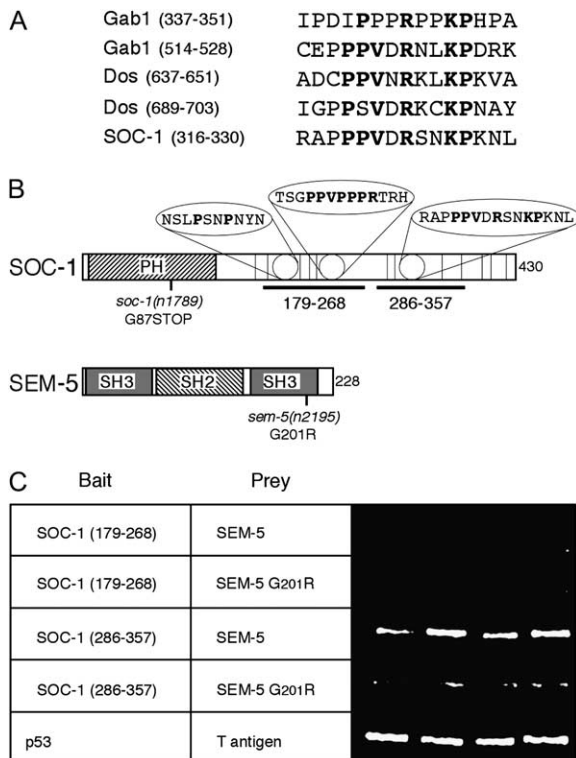 A
Gab1 (337-351) IPDIPPPRPPKPHPA
Gab1 (514-528) CEPPPVNRNLKPDRK
Dos (637-651) ADCPPVNRKLKPKVA
Dos (689-703) IGPPSVDRKCKPNAY
SOC-1 (316-330) RAPPPVDRSNKPKNL
B
TSGPPVPPPRTRH
NSLPSNPNYN
RAPPPVDRSNKPKNL
SOC-1 PH 430
soc-1(n1789)
G87STOP
179-268 286-357
SEM-5 SH3 SH2 SH3 228
sem-5(n2195)
G201R
C Bait Prey
SOC-1 (179-268) SEM-5
SOC-1 (179-268) SEM-5 G201R
SOC-1 (286-357) SEM-5
SOC-1 (286-357) SEM-5 G201R
p53 T antigen